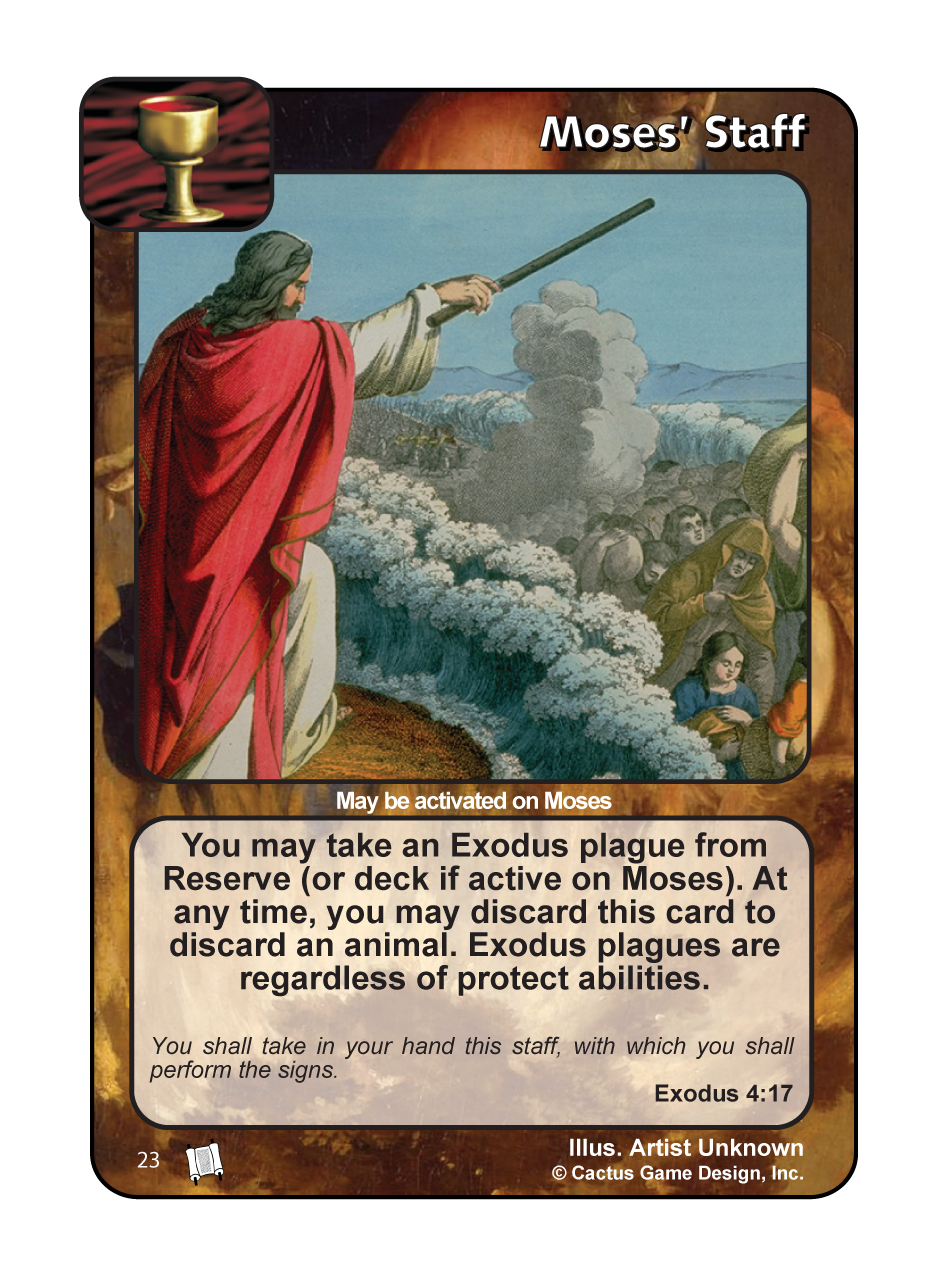 Moses' Staff
May be activated on Moses
You may take an Exodus plague from
Reserve (or deck if active on Moses). At
any time, you may discard this card to
discard an animal. Exodus plagues are
regardless of protect abilities.
You shall take in your hand this staff, with which you shall
perform the signs.
Exodus 4:17
23
Illus. Artist Unknown
© Cactus Game Design, Inc.